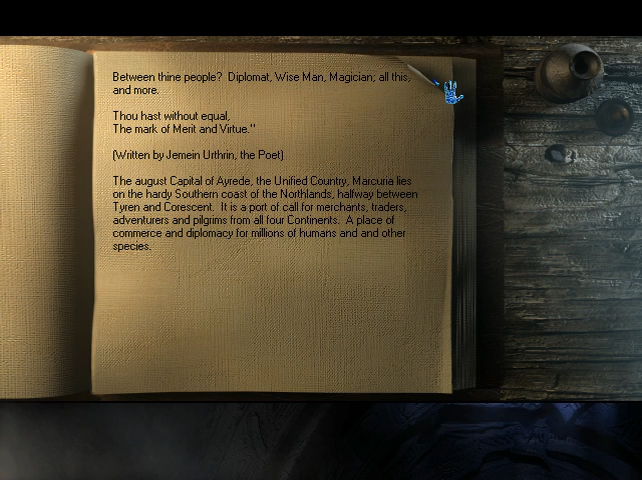 Between thine people?  Diplomat, Wise Man, Magician; all this,
and more.
Thou hast without equal,
The mark of Merit and Virtue."
(Written by Jemein Urthrin, the Poet)
The august Capital of Ayrede, the Unified Country, Marcuria lies
on the hardy Southern coast of the Northlands, halfway between
Tyren and Corescent.  It is a port of call for merchants, traders,
adventurers and pilgrims from all four Continents.  A place of
commerce and diplomacy for millions of humans and and other
species.